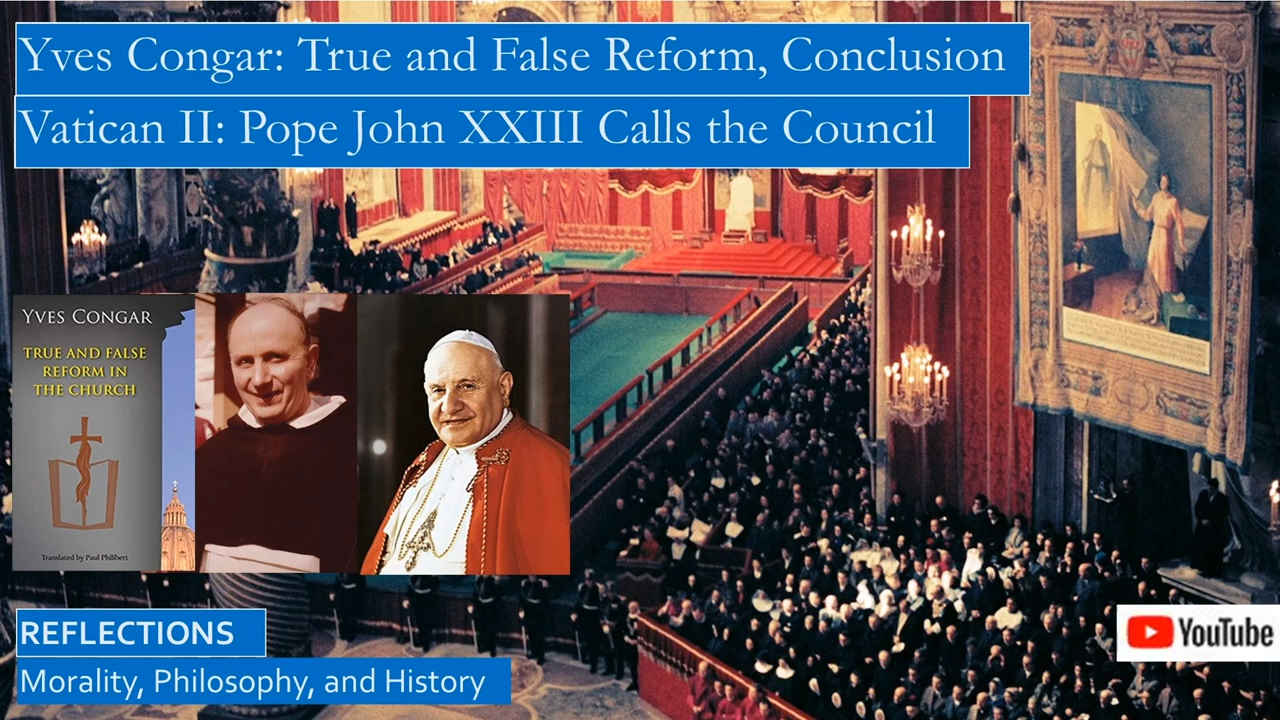 Yves Congar: True and False Reform, Conclusion
Vatican II: Pope John XXIII Calls the Council
YVES CONGAR
TRUE AND FALSE
REFORM IN
THE CHURCH
Translated by Paul Philibert
REFLECTIONS
Morality, Philosophy, and History
YouTube